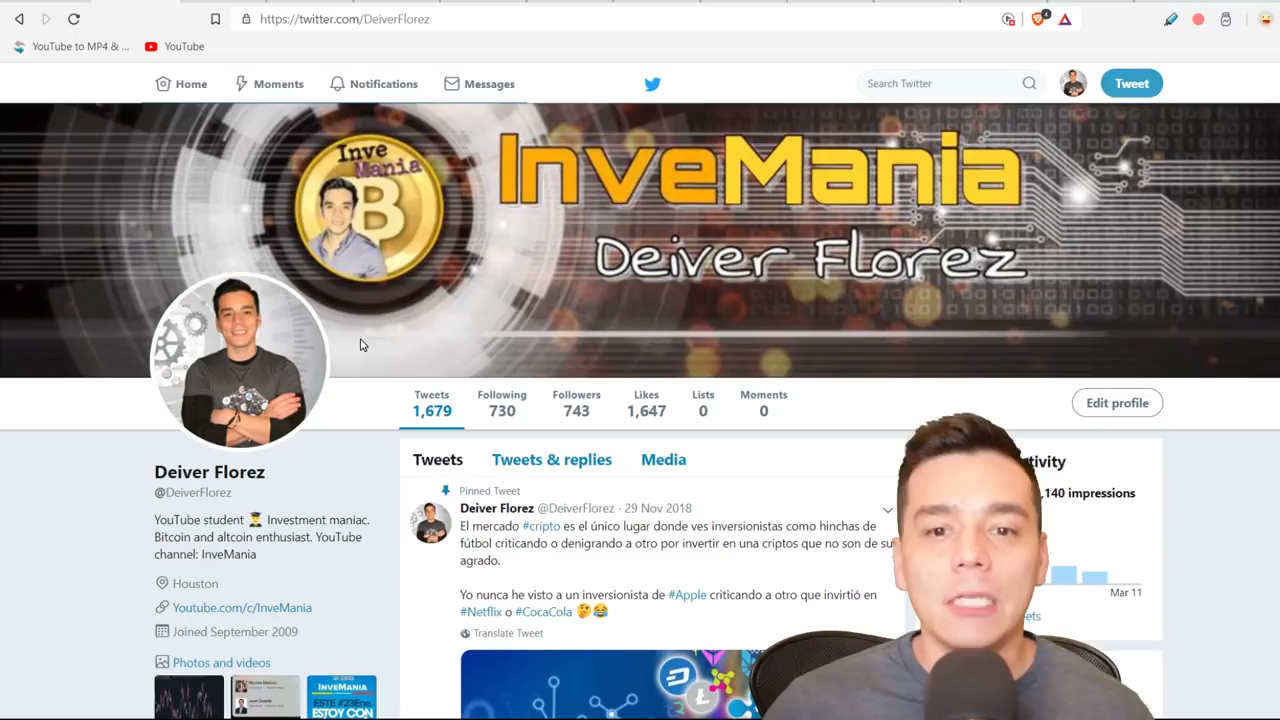 https://twitter.com/DeiverFlorez
4
YouTube to MP4 & ...
YouTube
Home
Moments
Notifications
Messages
Search Twitter
Tweet
Inve
Mania
B
InveMania
Deiver Florez
Tweets
1,679
Following
730
Followers
743
Likes
1,647
Lists
0
Moments
0
Edit profile
Deiver Florez
@DeiverFlorez
YouTube student 👨‍🎓 Investment maniac.
Bitcoin and altcoin enthusiast. YouTube
channel: InveMania
Houston
Youtube.com/c/InveMania
Joined September 2009
Photos and videos
INVEMANIA
ESTE #23Ene.
ESTOY CON
Tweets
Tweets & replies
Media
Pinned Tweet
Deiver Florez @DeiverFlorez · 29 Nov 2018
El mercado #cripto es el único lugar donde ves inversionistas como hinchas de
fútbol criticando o denigrando a otro por invertir en una criptos que no son de su
agrado.
Yo nunca he visto a un inversionista de #Apple criticando a otro que invirtió en
#Netflix o #CocaCola 🤔😂
Translate Tweet
tivity
,140 impressions
Mar 11
ets